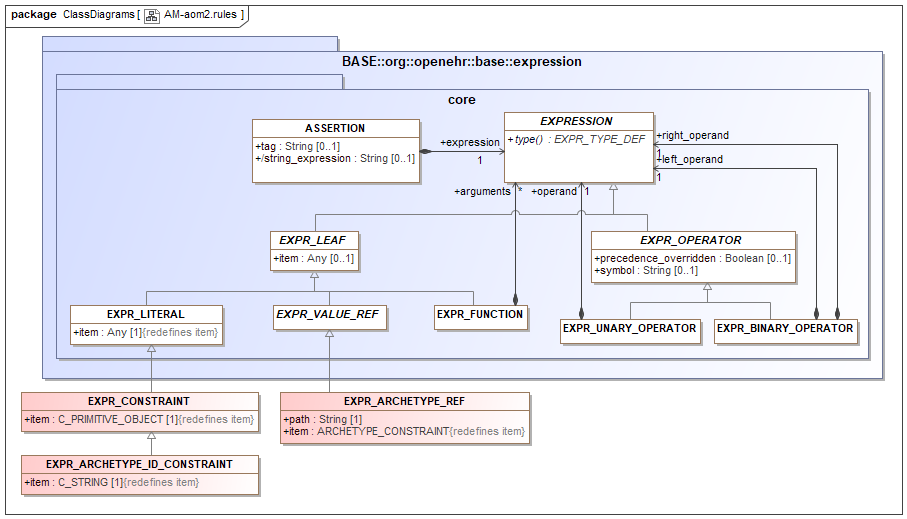 package ClassDiagrams [ AM-aom2.rules ]
BASE::org::openehr::base::expression
core
ASSERTION
+tag : String [0..1]
+/string_expression : String [0..1]
+expression
1
EXPRESSION
+type() : EXPR_TYPE_DEF
+right_operand
1
+left_operand
1
+arguments
*
+operand
1
EXPR_LEAF
+item : Any [0..1]
EXPR_OPERATOR
+precedence_overridden : Boolean [0..1]
+symbol : String [0..1]
EXPR_LITERAL
+item : Any [1]{redefines item}
EXPR_VALUE_REF
EXPR_FUNCTION
EXPR_UNARY_OPERATOR
EXPR_BINARY_OPERATOR
EXPR_CONSTRAINT
+item : C_PRIMITIVE_OBJECT [1]{redefines item}
EXPR_ARCHETYPE_REF
+path : String [1]
+item : ARCHETYPE_CONSTRAINT{redefines item}
EXPR_ARCHETYPE_ID_CONSTRAINT
+item : C_STRING [1]{redefines item}